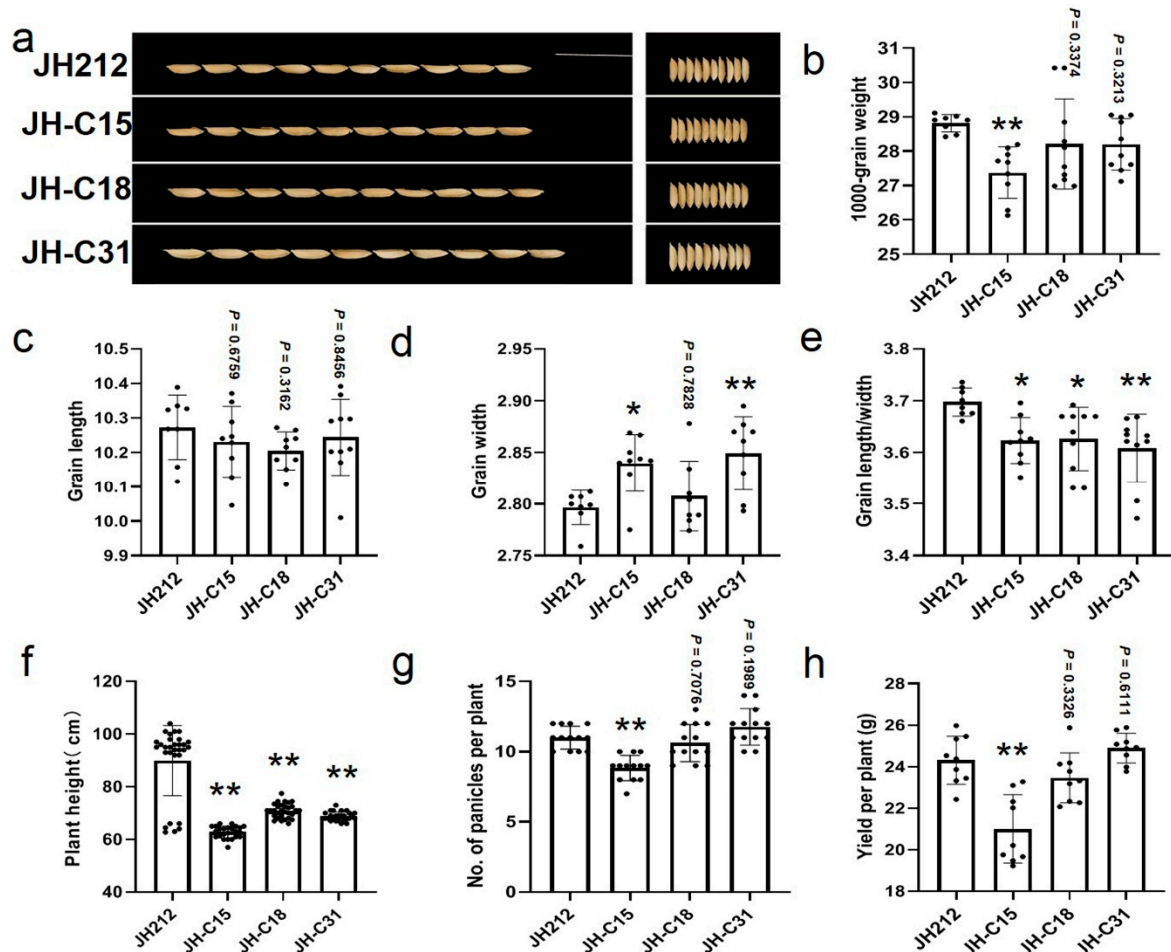 a
JH212
JH-C15
JH-C18
JH-C31
b
1000-grain weight
31
30
29
28
27
26
25
**
P = 0.3374
P = 0.3213
JH212
JH-C15
JH-C18
JH-C31
c
Grain length
10.5
10.4
10.3
10.2
10.1
10.0
9.9
P = 0.6759
P = 0.3162
P = 0.8456
JH212
JH-C15
JH-C18
JH-C31
d
Grain width
2.95
2.90
2.85
2.80
2.75
*
P = 0.7828
**
JH212
JH-C15
JH-C18
JH-C31
e
Grain length/width
3.8
3.7
3.6
3.5
3.4
*
*
**
JH212
JH-C15
JH-C18
JH-C31
f
Plant height( cm)
120
100
80
60
40
**
**
**
JH212
JH-C15
JH-C18
JH-C31
g
No. of panicles per plant
15
10
5
0
**
P = 0.7076
P = 0.1989
JH212
JH-C15
JH-C18
JH-C31
h
Yield per plant (g)
28
26
24
22
20
18
**
P = 0.3326
P = 0.6111
JH212
JH-C15
JH-C18
JH-C31